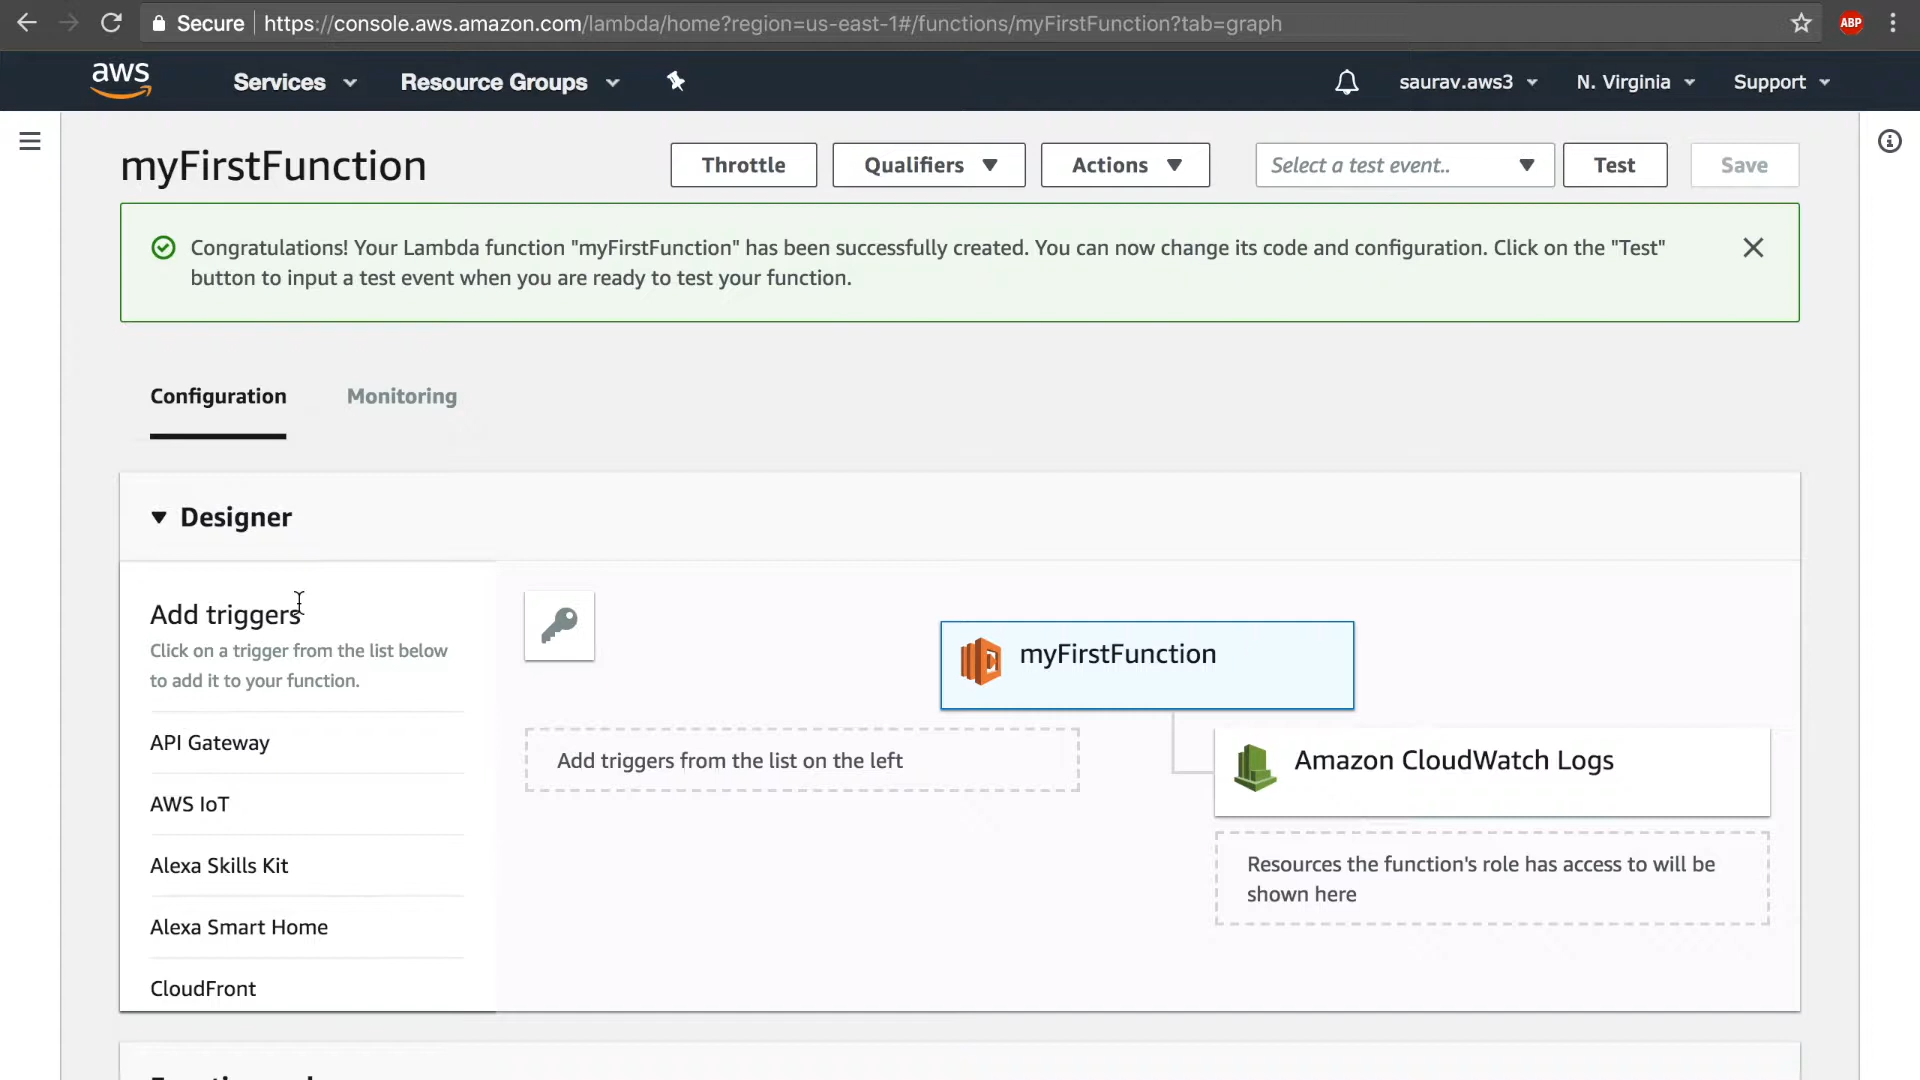 Secure https://console.aws.amazon.com/lambda/home?region=us-east-1#/functions/myFirstFunction?tab=graph ABP
aws Services Resource Groups saurav.aws3 N. Virginia Support
myFirstFunction Throttle Qualifiers Actions Select a test event.. Test Save
Congratulations! Your Lambda function "myFirstFunction" has been successfully created. You can now change its code and configuration. Click on the "Test"
button to input a test event when you are ready to test your function.
Configuration Monitoring
Designer
Add triggers
Click on a trigger from the list below
to add it to your function.
myFirstFunction
API Gateway
Add triggers from the list on the left
Amazon CloudWatch Logs
AWS IoT
Alexa Skills Kit
Resources the function's role has access to will be
shown here
Alexa Smart Home
CloudFront